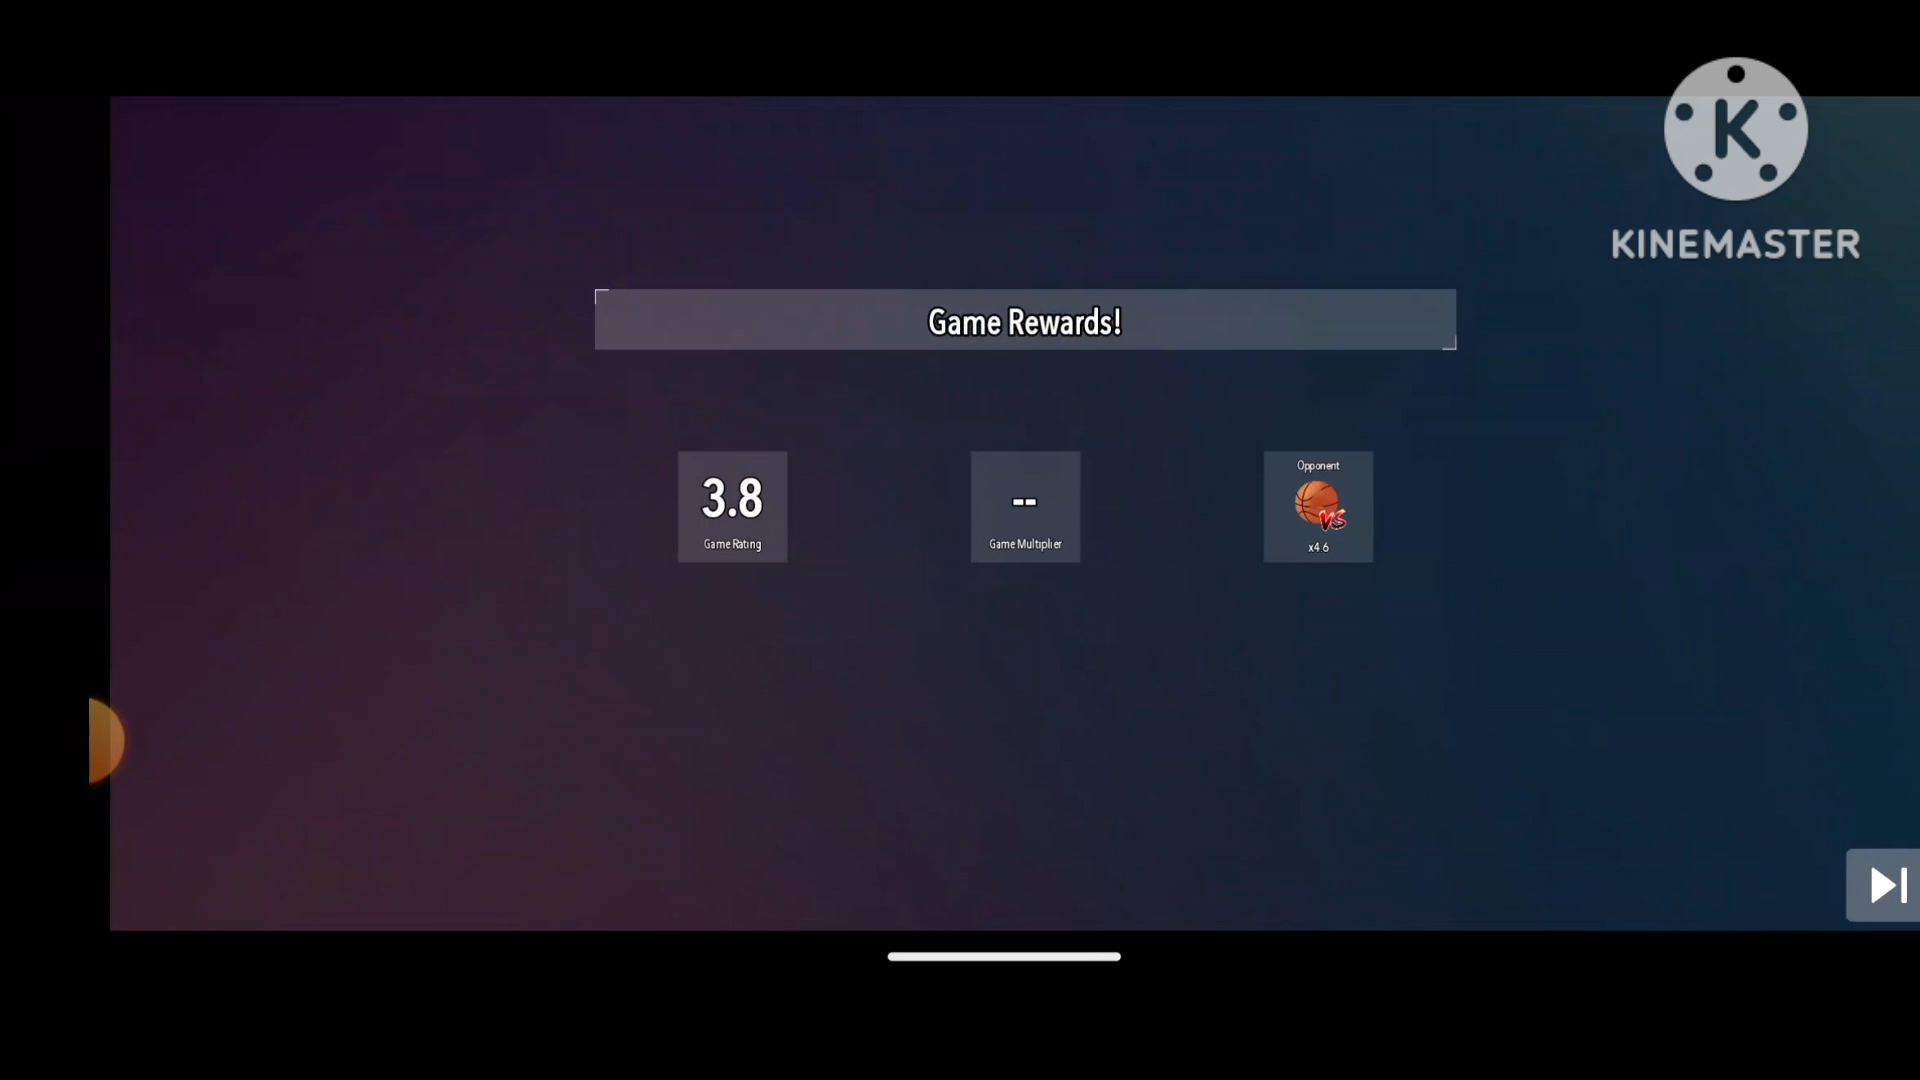 K
KINEMASTER
Game Rewards!
3.8
Game Rating
--
Game Multiplier
Opponent
VS
x4.6